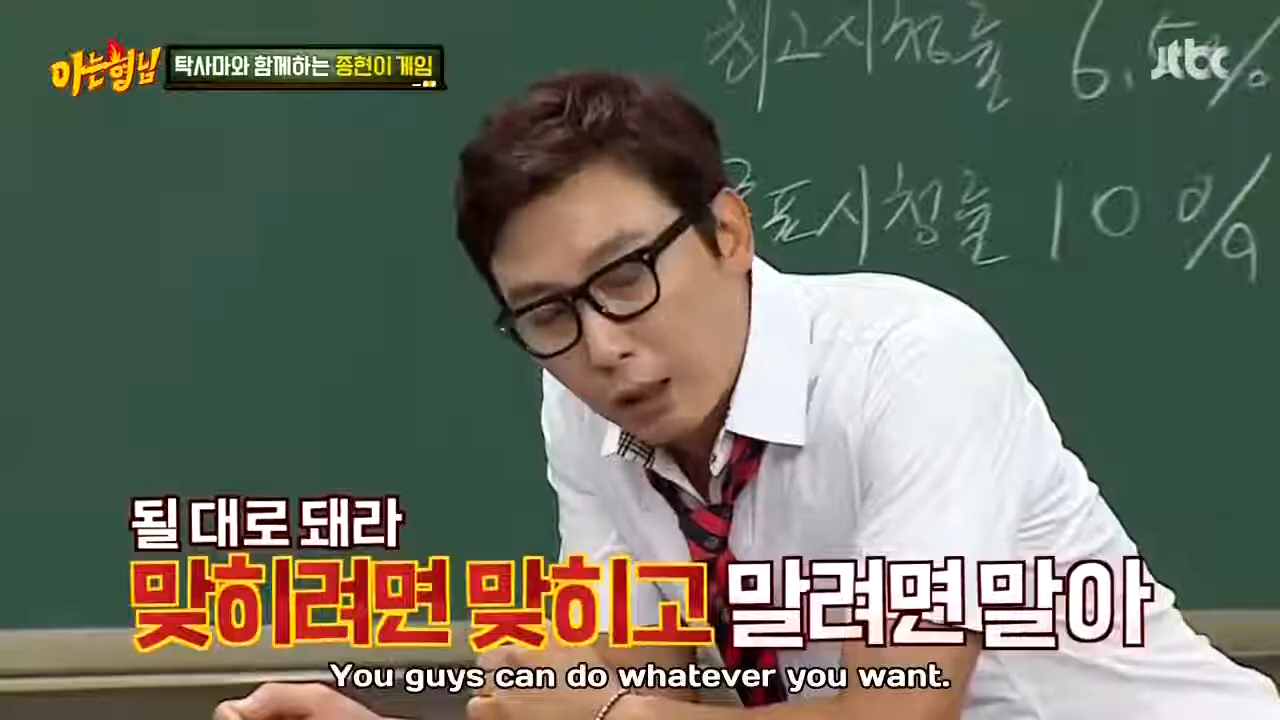 아는형님
탁사마와 함께하는 종현이 게임
jtbc
최고시청률 6.5%
목표시청률 10%
될 대로 돼라
맞히려면 맞히고 말려면 말아
You guys can do whatever you want.